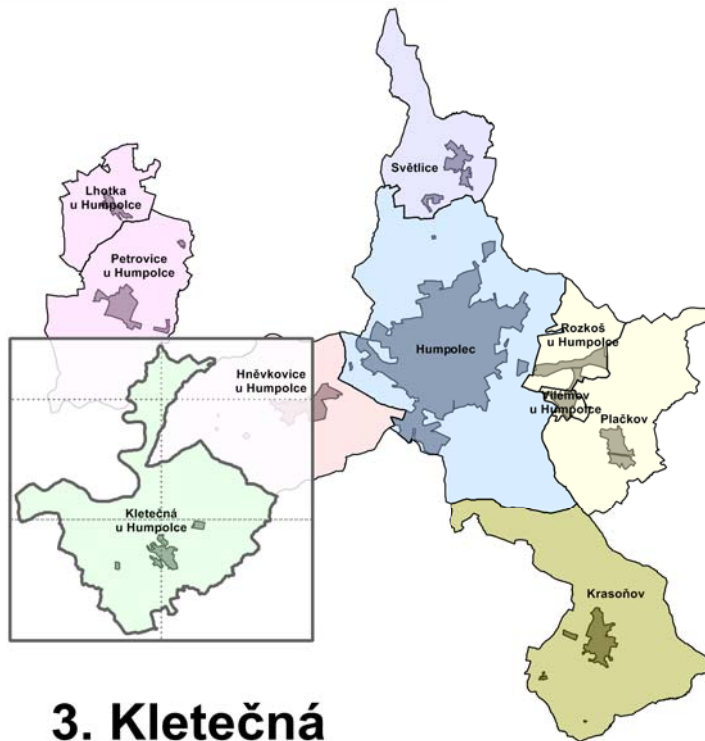 Světlice
Lhotka
u Humpolce
Petrovice
u Humpolce
Rozkoš
u Humpolce
Humpolec
Hněvkovice
u Humpolce
Vilémov
u Humpolce
Plačkov
Kletečná
u Humpolce
Krasoňov
3. Kletečná